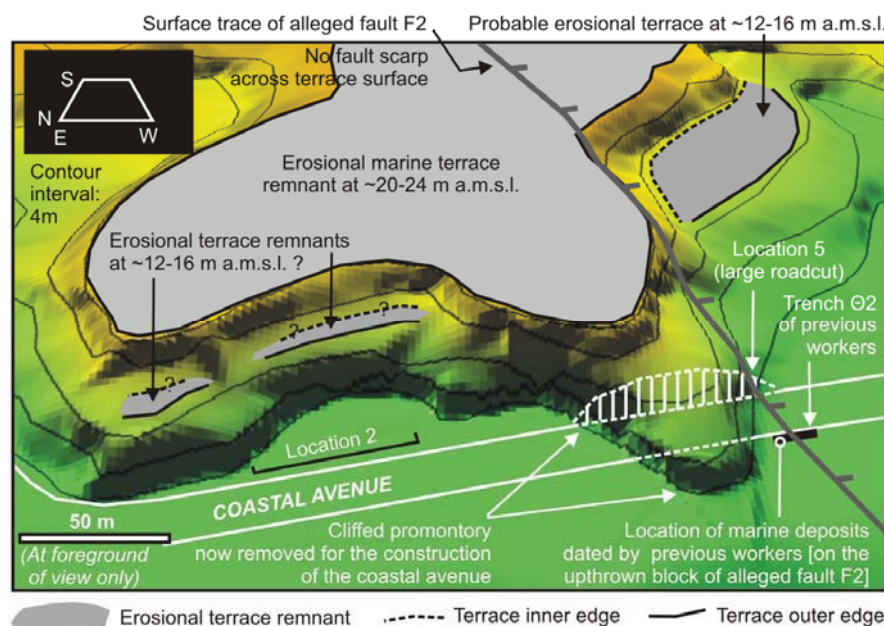 Surface trace of alleged fault F2
Probable erosional terrace at ~12-16 m a.m.s.l.
No fault scarp
across terrace surface
S
N
E
W
Contour
interval:
4m
Erosional marine terrace
remnant at ~20-24 m a.m.s.l.
Erosional terrace remnants
at ~12-16 m a.m.s.l. ?
Location 5
(large roadcut)
Trench Θ2
of previous
workers
?
?
?
Location 2
COASTAL AVENUE
50 m
(At foreground
of view only)
Cliffed promontory
now removed for the construction
of the coastal avenue
Location of marine deposits
dated by previous workers [on the
upthrown block of alleged fault F2]
Erosional terrace remnant
Terrace inner edge
Terrace outer edge